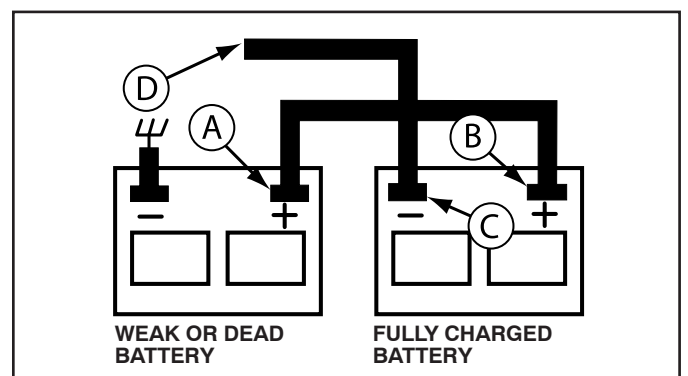 D
A
B
C
− +
− +
WEAK OR DEAD
BATTERY
FULLY CHARGED
BATTERY